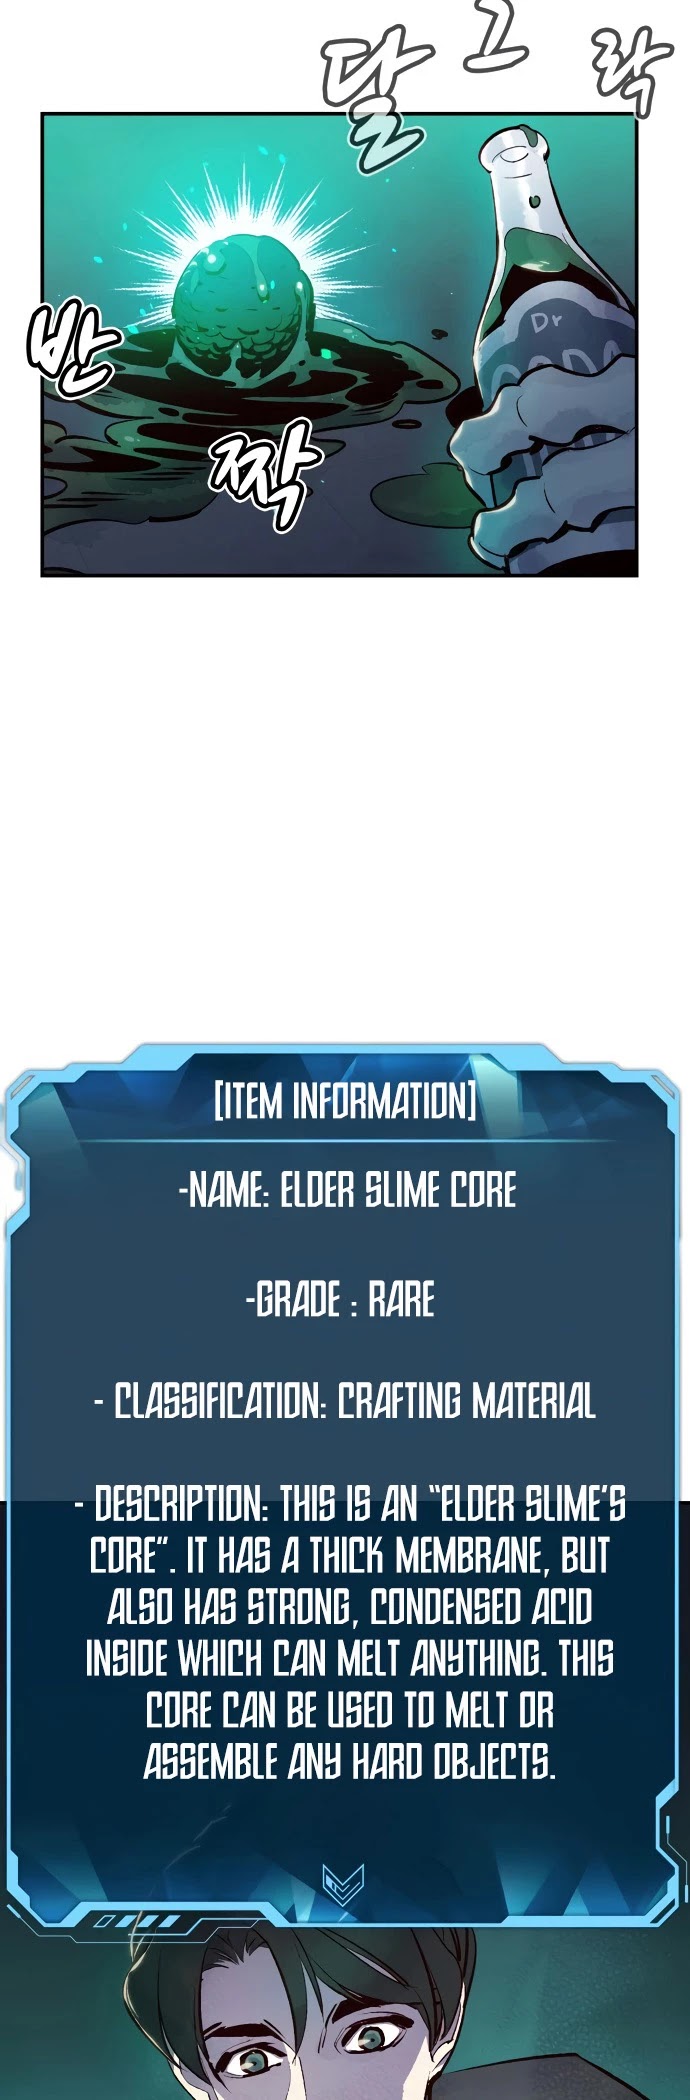 달그락
반
짝
Dr
[ITEM INFORMATION]
-NAME: ELDER SLIME CORE
-GRADE : RARE
- CLASSIFICATION: CRAFTING MATERIAL
- DESCRIPTION: THIS IS AN “ELDER SLIME'S
CORE”. IT HAS A THICK MEMBRANE, BUT
ALSO HAS STRONG, CONDENSED ACID
INSIDE WHICH CAN MELT ANYTHING. THIS
CORE CAN BE USED TO MELT OR
ASSEMBLE ANY HARD OBJECTS.